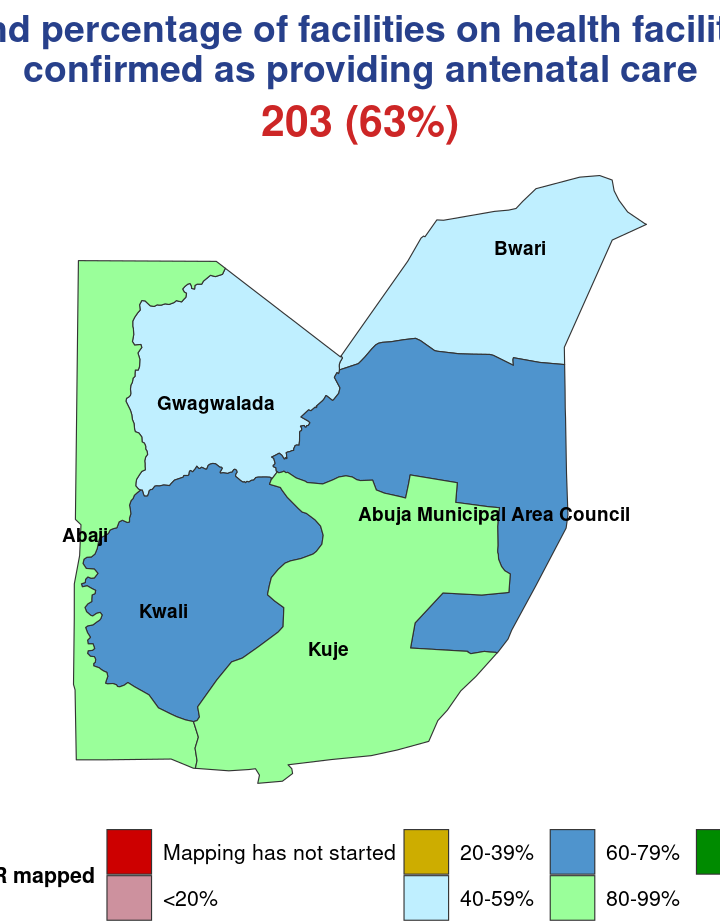 percentage of facilities on health
confirmed as providing antenatal care
203 (63%)
Bwari
Gwagwalada
Abuja Municipal Area Council
Abaji
Kwali
Kuje
Mapping has not started 20-39% 60-79%
mapped
<20% 40-59% 80-99%